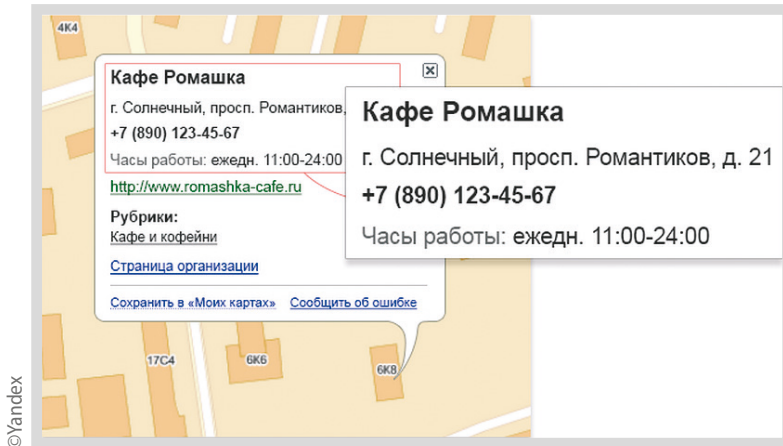 4К4
Кафе Ромашка
г. Солнечный, просп. Романтиков,
+7 (890) 123-45-67
Часы работы: ежедн. 11:00-24:00
http://www.romashka-cafe.ru
Рубрики:
Кафе и кофейни
Страница организации
Сохранить в «Моих картах» Сообщить об ошибке
Кафе Ромашка
г. Солнечный, просп. Романтиков, д. 21
+7 (890) 123-45-67
Часы работы: ежедн. 11:00-24:00
17С4
6К6
6К8
©Yandex